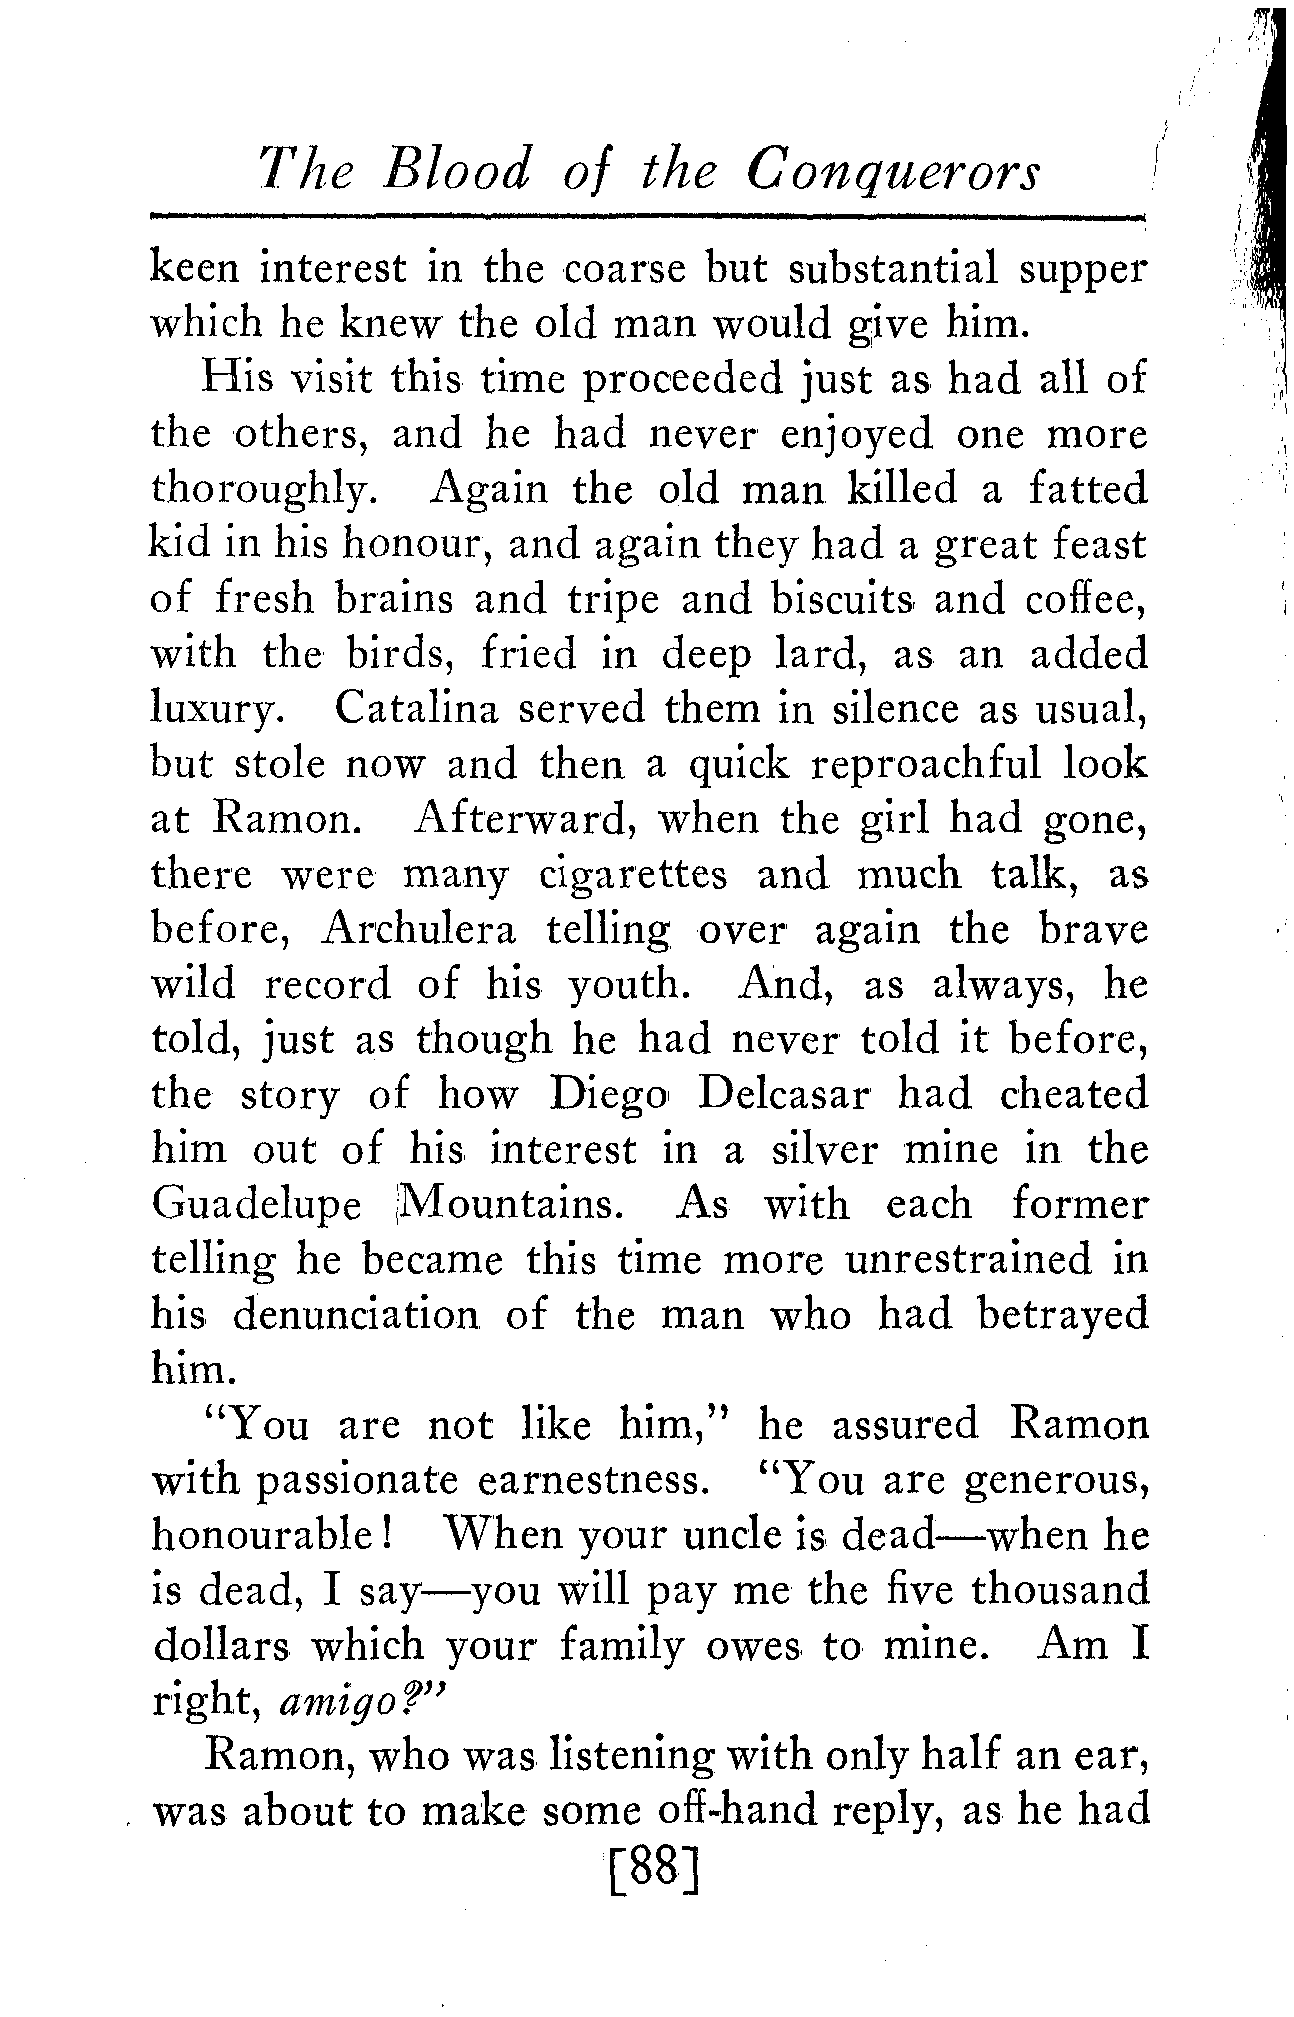 The Blood of the Conquerors
keen interest in the coarse but substantial supper
which he knew the old man would give him.
His visit this time proceeded just as had all of
the others, and he had never enjoyed one more
thoroughly. Again the old man killed a fatted
kid in his honour, and again they had a great feast
of fresh brains and tripe and biscuits and coffee,
with the birds, fried in deep lard, as an added
luxury. Catalina served them in silence as usual,
but stole now and then a quick reproachful look
at Ramon. Afterward, when the girl had gone,
there were many cigarettes and much talk, as
before, Archulera telling over again the brave
wild record of his youth. And, as always, he
told, just as though he had never told it before,
the story of how Diego Delcasar had cheated
him out of his interest in a silver mine in the
Guadelupe Mountains. As with each former
telling he became this time more unrestrained in
his denunciation of the man who had betrayed
him.
"You are not like him," he assured Ramon
with passionate earnestness. "You are generous,
honourable! When your uncle is dead—when he
is dead, I say—you will pay me the five thousand
dollars which your family owes to mine. Am I
right, amigo?"
Ramon, who was listening with only half an ear,
was about to make some off-hand reply, as he had
[88]